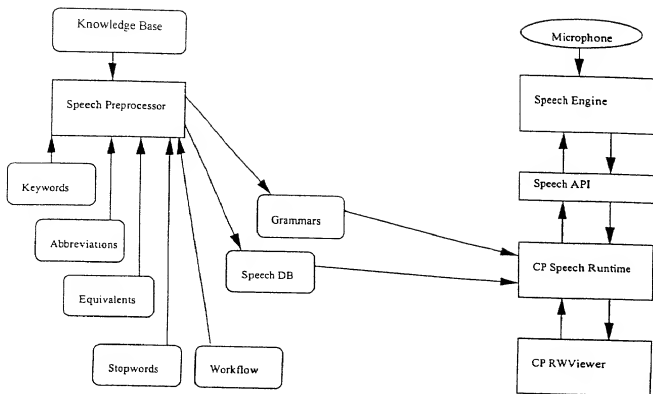 Knowledge Base
Microphone
Speech Preprocessor
Speech Engine
Keywords
Speech API
Grammars
Abbreviations
Speech DB
CP Speech Runtime
Equivalents
Stopwords
Workflow
CP RWViewer